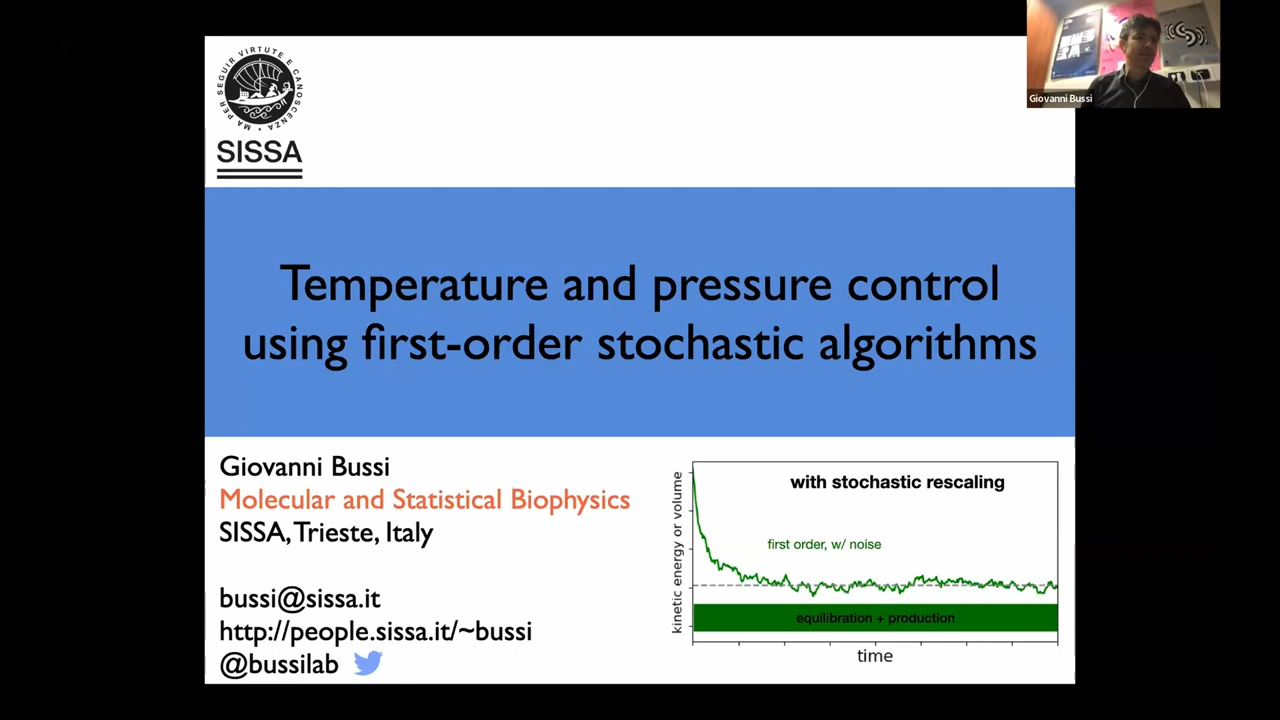 MA PER SEGUIR VIRTUTE E CANOSCENZA
SISSA
Giovanni Bussi
Temperature and pressure control
using first-order stochastic algorithms
Giovanni Bussi
Molecular and Statistical Biophysics
SISSA, Trieste, Italy
bussi@sissa.it
http://people.sissa.it/~bussi
@bussilab
with stochastic rescaling
first order, w/ noise
equilibration + production
kinetic energy or volume
time